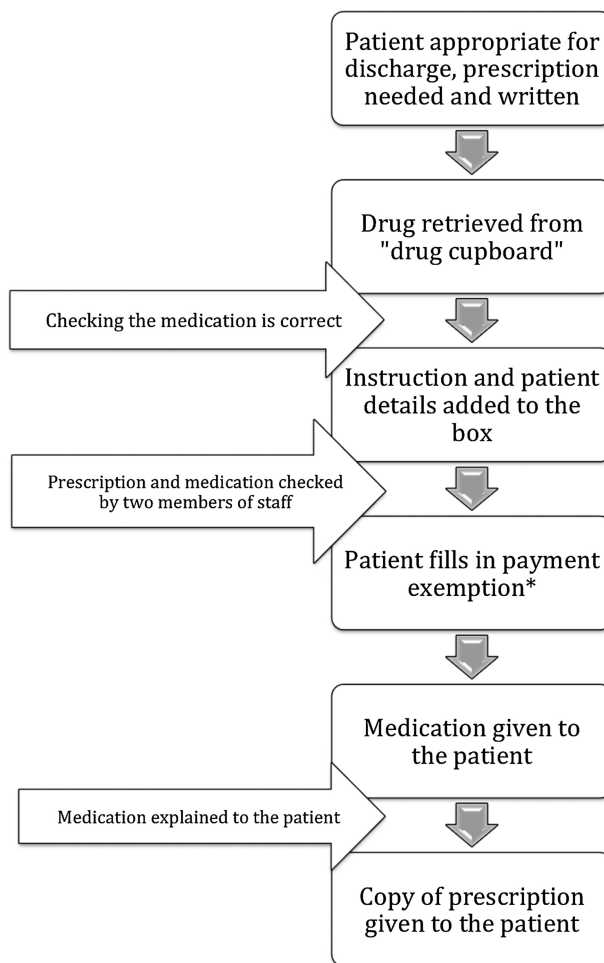 Patient appropriate for
discharge, prescription
needed and written
Drug retrieved from
"drug cupboard"
Checking the medication is correct
Instruction and patient
details added to the
box
Prescription and medication checked
by two members of staff
Patient fills in payment
exemption*
Medication given to
the patient
Medication explained to the patient
Copy of prescription
given to the patient